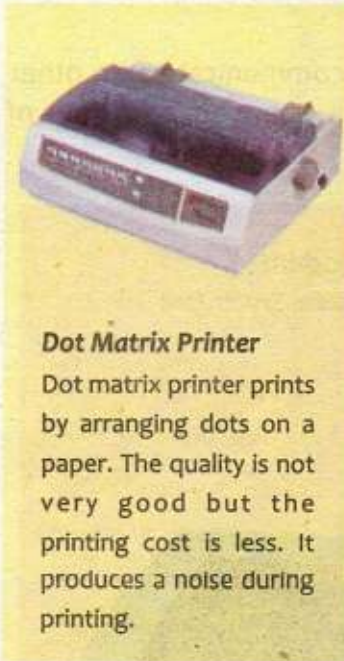 Dot Matrix Printer
Dot matrix printer prints
by arranging dots on a
paper. The quality is not
very good but the
printing cost is less. It
produces a noise during
printing.